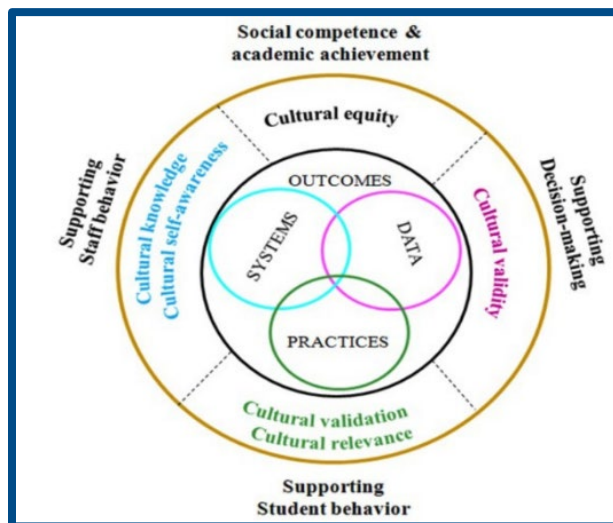 Social competence &
academic achievement
Cultural equity
OUTCOMES
Supporting
Staff behavior
Cultural knowledge
Cultural self-awareness
SYSTEMS
DATA
Cultural validity
Supporting
Decision-making
PRACTICES
Cultural validation
Cultural relevance
Supporting
Student behavior